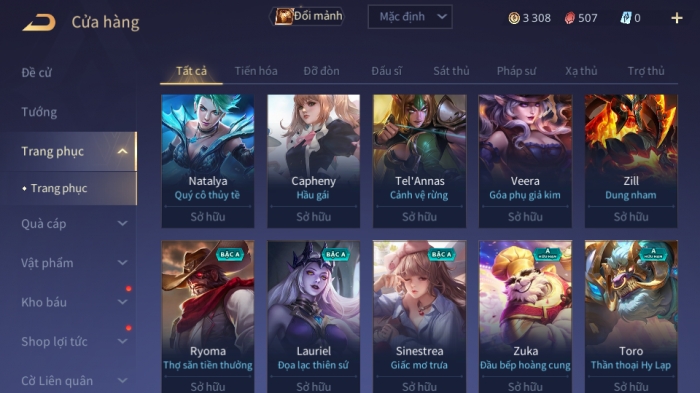 Cửa hàng
Đổi mảnh
Mặc định
3 308
507
0
Đề cử
Tướng
Trang phục
Trang phục
Quà cáp
Vật phẩm
Kho báu
Shop lợi tức
Cờ Liên quân
Tất cả
Tiến hóa
Đỡ đòn
Đấu sĩ
Sát thủ
Pháp sư
Xạ thủ
Trợ thủ
Natalya
Quý cô thủy tề
Sở hữu
Capheny
Hầu gái
Sở hữu
Tel'Annas
Cảnh vệ rừng
Sở hữu
Veera
Góa phụ giả kim
Sở hữu
Zill
Dung nham
Sở hữu
BẬC A
Ryoma
Thợ săn tiền thưởng
Sở hữu
BẬC A
Lauriel
Đọa lạc thiên sứ
Sở hữu
BẬC A
Sinestrea
Giấc mơ trưa
Sở hữu
A
HỮU HẠN
Zuka
Đầu bếp hoàng cung
Sở hữu
A
HỮU HẠN
Toro
Thần thoại Hy Lạp
Sở hữu